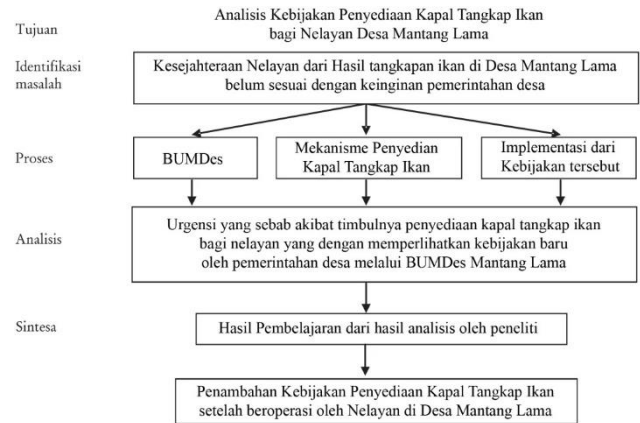 Tujuan
Analisis Kebijakan Penyediaan Kapal Tangkap Ikan
bagi Nelayan Desa Mantang Lama
Identifikasi
masalah
Kesejahteraan Nelayan dari Hasil tangkapan ikan di Desa Mantang Lama
belum sesuai dengan keinginan pemerintahan desa
Proses
BUMDes
Mekanisme Penyedian
Kapal Tangkap Ikan
Implementasi dari
Kebijakan tersebut
Analisis
Urgensi yang sebab akibat timbulnya penyediaan kapal tangkap ikan
bagi nelayan yang dengan memperlihatkan kebijakan baru
oleh pemerintahan desa melalui BUMDes Mantang Lama
Sintesa
Hasil Pembelajaran dari hasil analisis oleh peneliti
Penambahan Kebijakan Penyediaan Kapal Tangkap Ikan
setelah beroperasi oleh Nelayan di Desa Mantang Lama